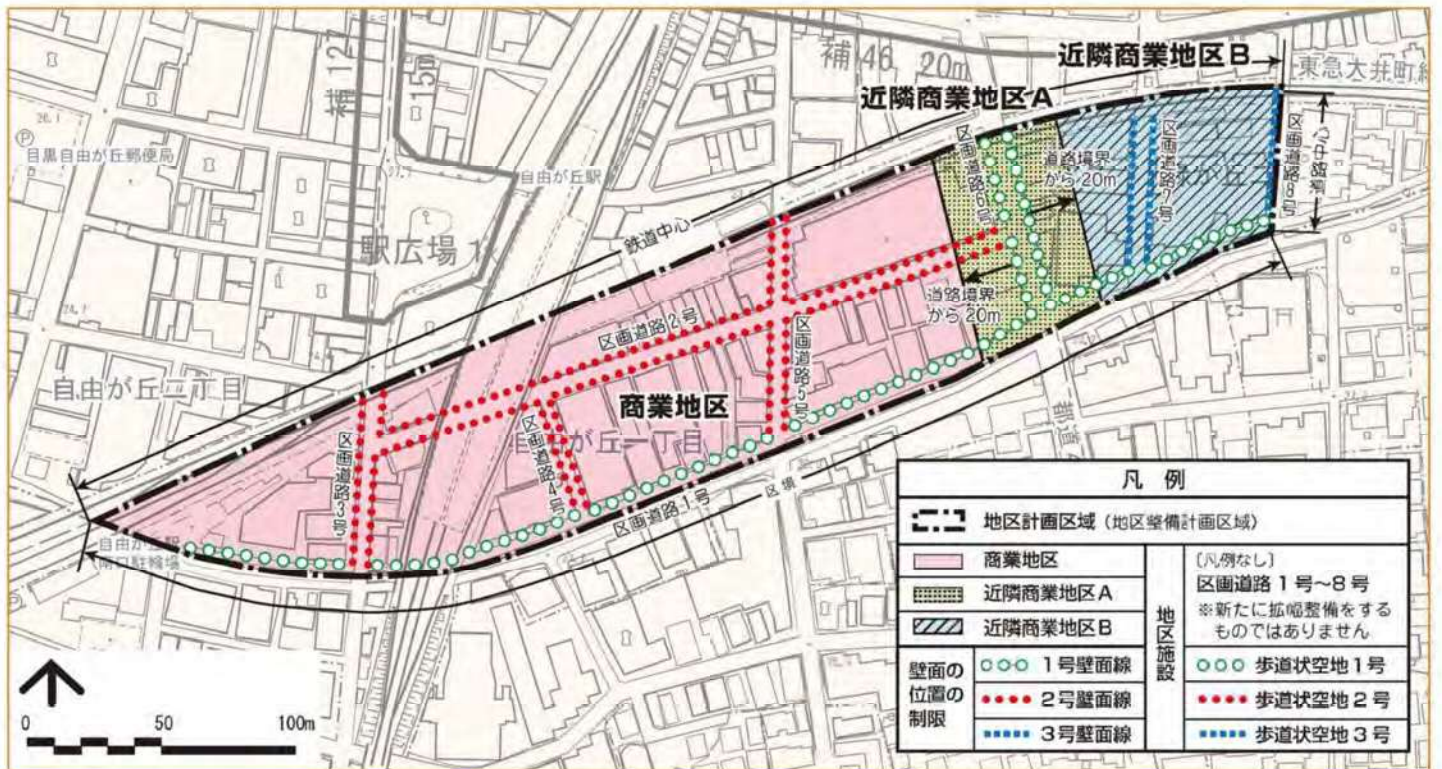 補127
15m
補46 20m
近隣商業地区B
東急大井町線
近隣商業地区A
目黒自由が丘郵便局
自由が丘駅
区画道路6号
道路境界
から20m
区画道路7号
道路中心
区画道路8号
駅広場
鉄道中心
道路境界
から20m
区画道路2号
区画道路5号
自由が丘二丁目
商業地区
自由が丘一丁目
区画道路3号
区画道路4号
区画道路1号
区境
自由が丘駅
南口駐輪場
0 50 100m
凡例
地区計画区域（地区整備計画区域）
商業地区
近隣商業地区A
近隣商業地区B
壁面の
位置の
制限
1号壁面線
2号壁面線
3号壁面線
地区施設
〔凡例なし〕
区画道路1号～8号
※新たに拡幅整備をする
ものではありません
歩道状空地1号
歩道状空地2号
歩道状空地3号